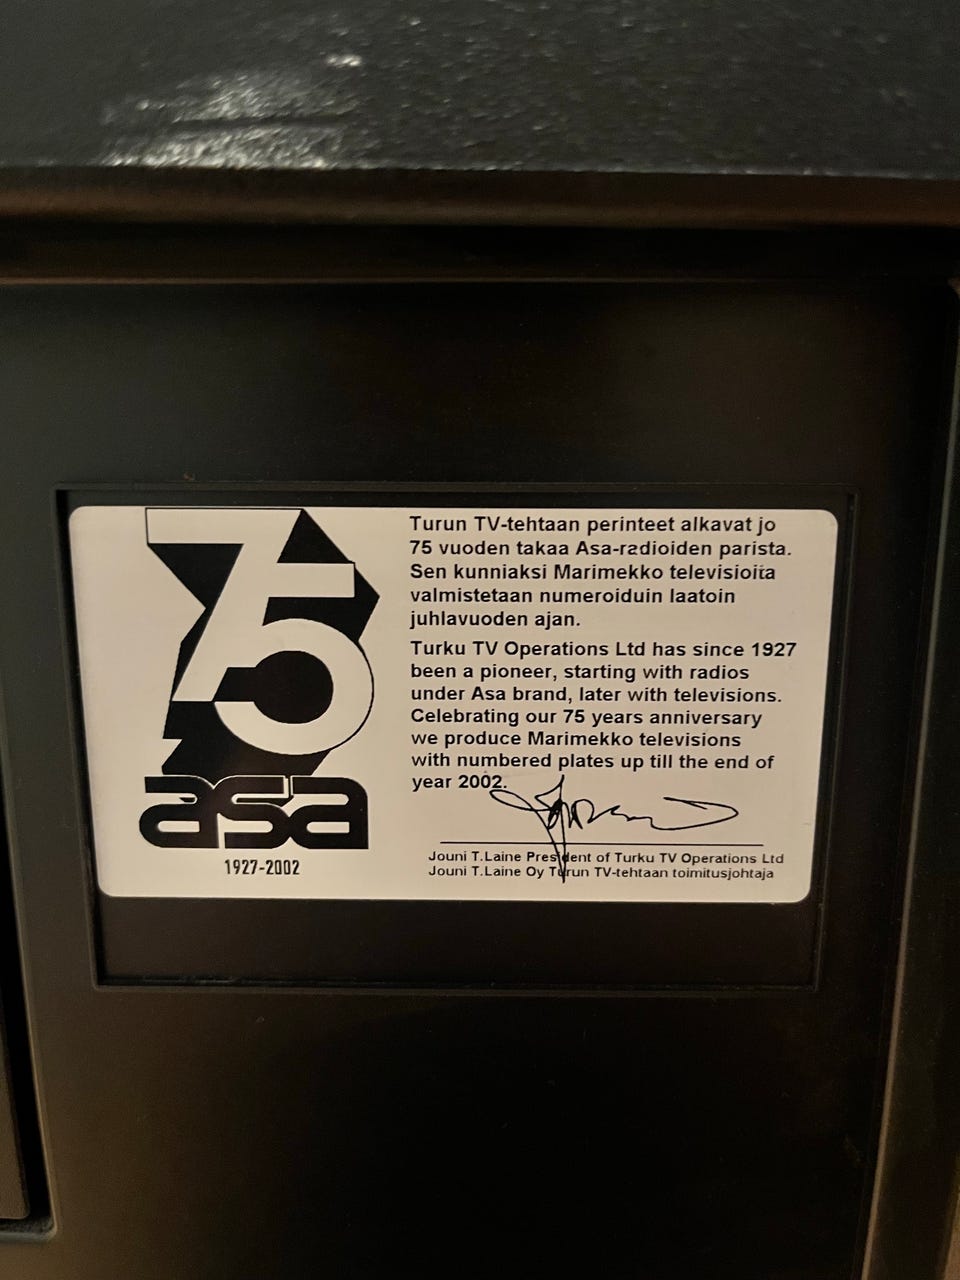 75
asa
1927-2002
Turun TV-tehtaan perinteet alkavat jo
75 vuoden takaa Asa-radioiden parista.
Sen kunniaksi Marimekko televisioita
valmistetaan numeroiduin laatoin
juhlavuoden ajan.
Turku TV Operations Ltd has since 1927
been a pioneer, starting with radios
under Asa brand, later with televisions.
Celebrating our 75 years anniversary
we produce Marimekko televisions
with numbered plates up till the end of
year 2002.
Jouni T.Laine President of Turku TV Operations Ltd
Jouni T.Laine Oy Turun TV-tehtaan toimitusjohtaja